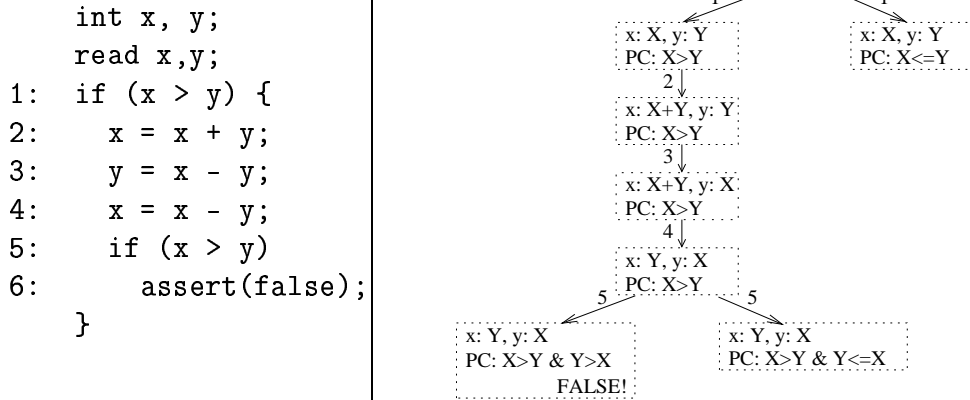 int x, y;
read x,y;
1: if (x > y) {
2: x = x + y;
3: y = x - y;
4: x = x - y;
5: if (x > y)
6: assert(false);
}
x: X, y: Y
PC: X>Y
x: X, y: Y
PC: X<=Y
2
x: X+Y, y: Y
PC: X>Y
3
x: X+Y, y: X
PC: X>Y
4
x: Y, y: X
PC: X>Y
5
5
x: Y, y: X
PC: X>Y & Y>X
FALSE!
x: Y, y: X
PC: X>Y & Y<=X